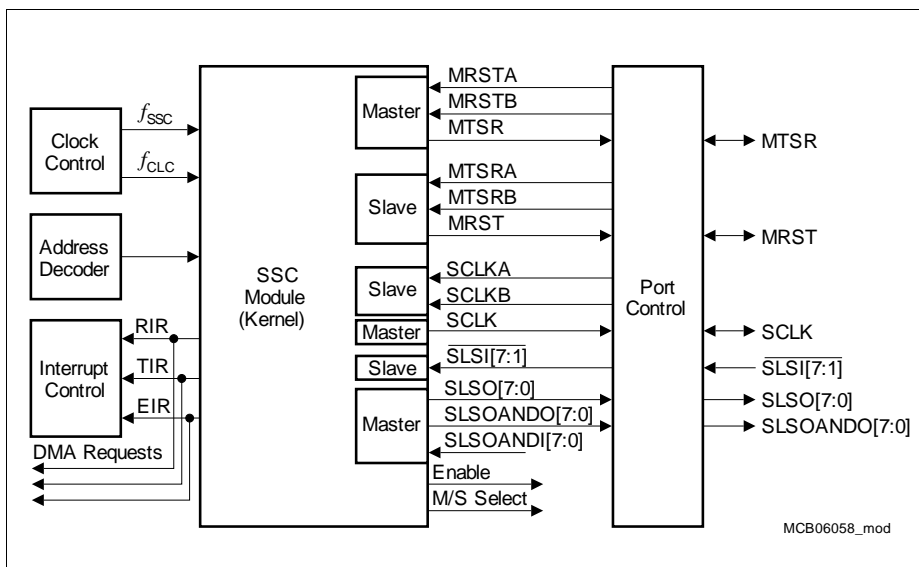 Clock
Control
fSSC
fCLC
Address
Decoder
Interrupt
Control
RIR
TIR
EIR
DMA Requests
SSC
Module
(Kernel)
Master
Slave
Slave
Master
Slave
Master
MRSTA
MRSTB
MTSR
MTSRA
MTSRB
MRST
SCLKA
SCLKB
SCLK
SLSI[7:1]
SLSO[7:0]
SLSOANDO[7:0]
SLSOANDI[7:0]
Enable
M/S Select
Port
Control
MTSR
MRST
SCLK
SLSI[7:1]
SLSO[7:0]
SLSOANDO[7:0]
MCB06058_mod